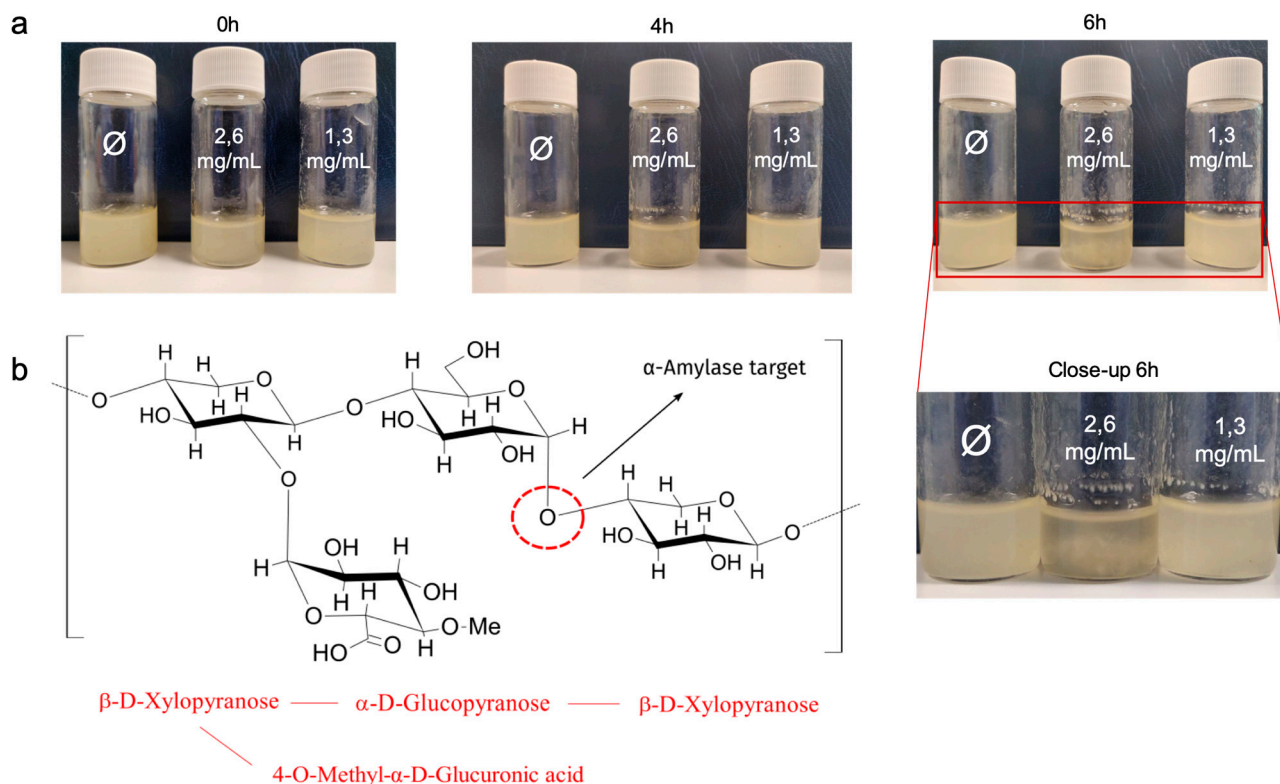 a
0h
4h
6h
Ø
2,6
mg/mL
1,3
mg/mL
Ø
2,6
mg/mL
1,3
mg/mL
Ø
2,6
mg/mL
1,3
mg/mL
b
α-Amylase target
Close-up 6h
Ø
2,6
mg/mL
1,3
mg/mL
H
H
O
H
H
HO
O
H
H
O
O
OH
O
H
H
HO
H
OH
H
O
H
H
O
H
HO
H
OH
H
O
O
H
OH
H
H
H
OH
O
O-Me
H
HO
O
β-D-Xylopyranose
α-D-Glucopyranose
β-D-Xylopyranose
4-O-Methyl-α-D-Glucuronic acid